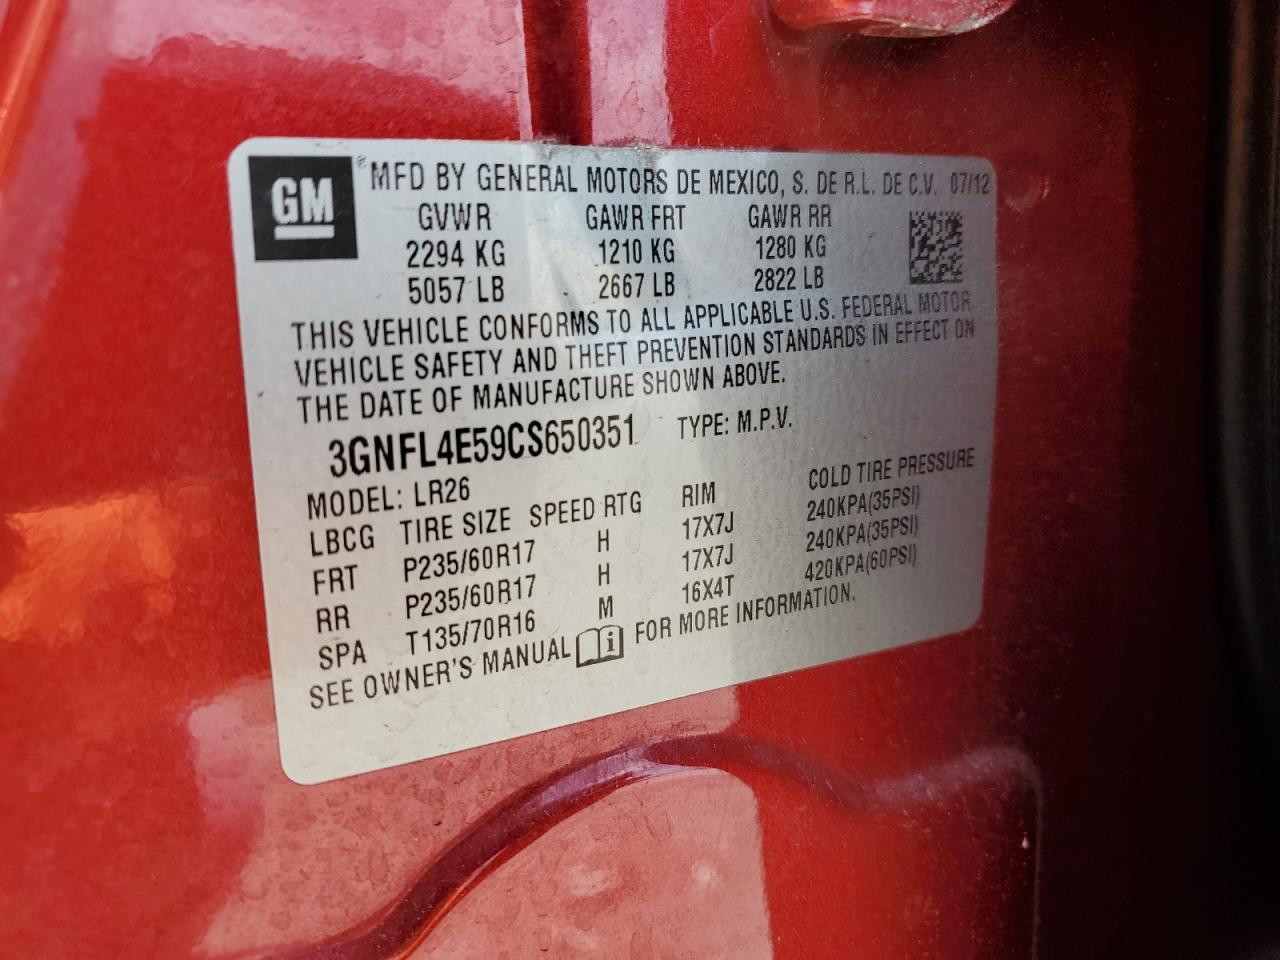 GM ® MFD BY GENERAL MOTORS DE MEXICO, S. DE R.L. DE C.V. 07/12
GVWR GAWR FRT GAWR RR
2294 KG 1210 KG 1280 KG
5057 LB 2667 LB 2822 LB
THIS VEHICLE CONFORMS TO ALL APPLICABLE U.S. FEDERAL MOTOR
VEHICLE SAFETY AND THEFT PREVENTION STANDARDS IN EFFECT ON
THE DATE OF MANUFACTURE SHOWN ABOVE.
3GNFL4E59CS650351 TYPE: M.P.V.
MODEL: LR26
LBCG TIRE SIZE SPEED RTG RIM COLD TIRE PRESSURE
FRT P235/60R17 H 17X7J 240KPA(35PSI)
RR P235/60R17 H 17X7J 240KPA(35PSI)
SPA T135/70R16 M 16X4T 420KPA(60PSI)
SEE OWNER'S MANUAL i FOR MORE INFORMATION.